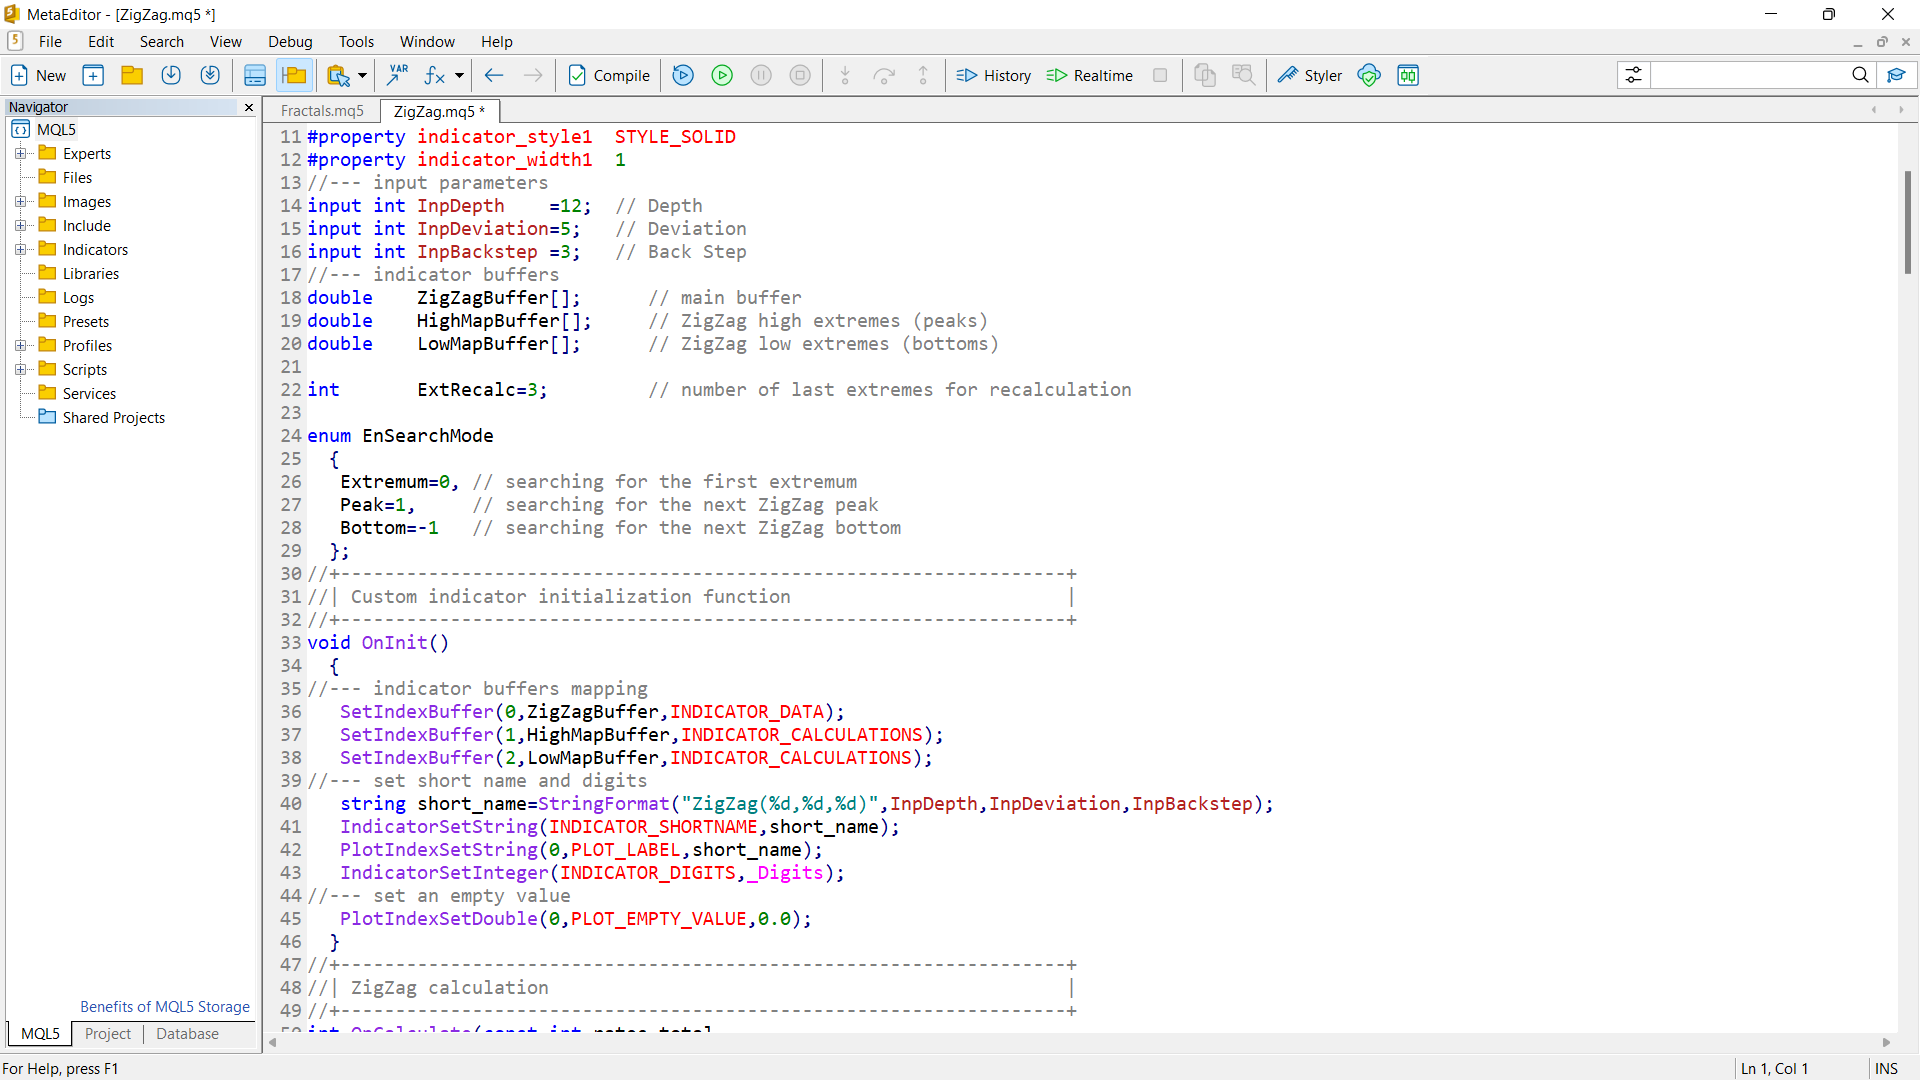 MetaEditor - [ZigZag.mq5 *]
File Edit Search View Debug Tools Window Help
New VAR fx Compile History Realtime Styler
Navigator
MQL5
Experts
Files
Images
Include
Indicators
Libraries
Logs
Presets
Profiles
Scripts
Services
Shared Projects
Benefits of MQL5 Storage
MQL5 Project Database
Fractals.mq5 ZigZag.mq5 *
11 #property indicator_style1  STYLE_SOLID
12 #property indicator_width1  1
13 //--- input parameters
14 input int InpDepth    =12;  // Depth
15 input int InpDeviation=5;   // Deviation
16 input int InpBackstep =3;   // Back Step
17 //--- indicator buffers
18 double    ZigZagBuffer[];      // main buffer
19 double    HighMapBuffer[];     // ZigZag high extremes (peaks)
20 double    LowMapBuffer[];      // ZigZag low extremes (bottoms)
21
22 int       ExtRecalc=3;         // number of last extremes for recalculation
23
24 enum EnSearchMode
25   {
26    Extremum=0, // searching for the first extremum
27    Peak=1,     // searching for the next ZigZag peak
28    Bottom=-1   // searching for the next ZigZag bottom
29   };
30 //+------------------------------------------------------------------+
31 //| Custom indicator initialization function                         |
32 //+------------------------------------------------------------------+
33 void OnInit()
34   {
35 //--- indicator buffers mapping
36    SetIndexBuffer(0,ZigZagBuffer,INDICATOR_DATA);
37    SetIndexBuffer(1,HighMapBuffer,INDICATOR_CALCULATIONS);
38    SetIndexBuffer(2,LowMapBuffer,INDICATOR_CALCULATIONS);
39 //--- set short name and digits
40    string short_name=StringFormat("ZigZag(%d,%d,%d)",InpDepth,InpDeviation,InpBackstep);
41    IndicatorSetString(INDICATOR_SHORTNAME,short_name);
42    PlotIndexSetString(0,PLOT_LABEL,short_name);
43    IndicatorSetInteger(INDICATOR_DIGITS,_Digits);
44 //--- set an empty value
45    PlotIndexSetDouble(0,PLOT_EMPTY_VALUE,0.0);
46   }
47 //+------------------------------------------------------------------+
48 //| ZigZag calculation                                               |
49 //+------------------------------------------------------------------+
50 int OnCalculate(const int rates_total,
For Help, press F1
Ln 1, Col 1 INS